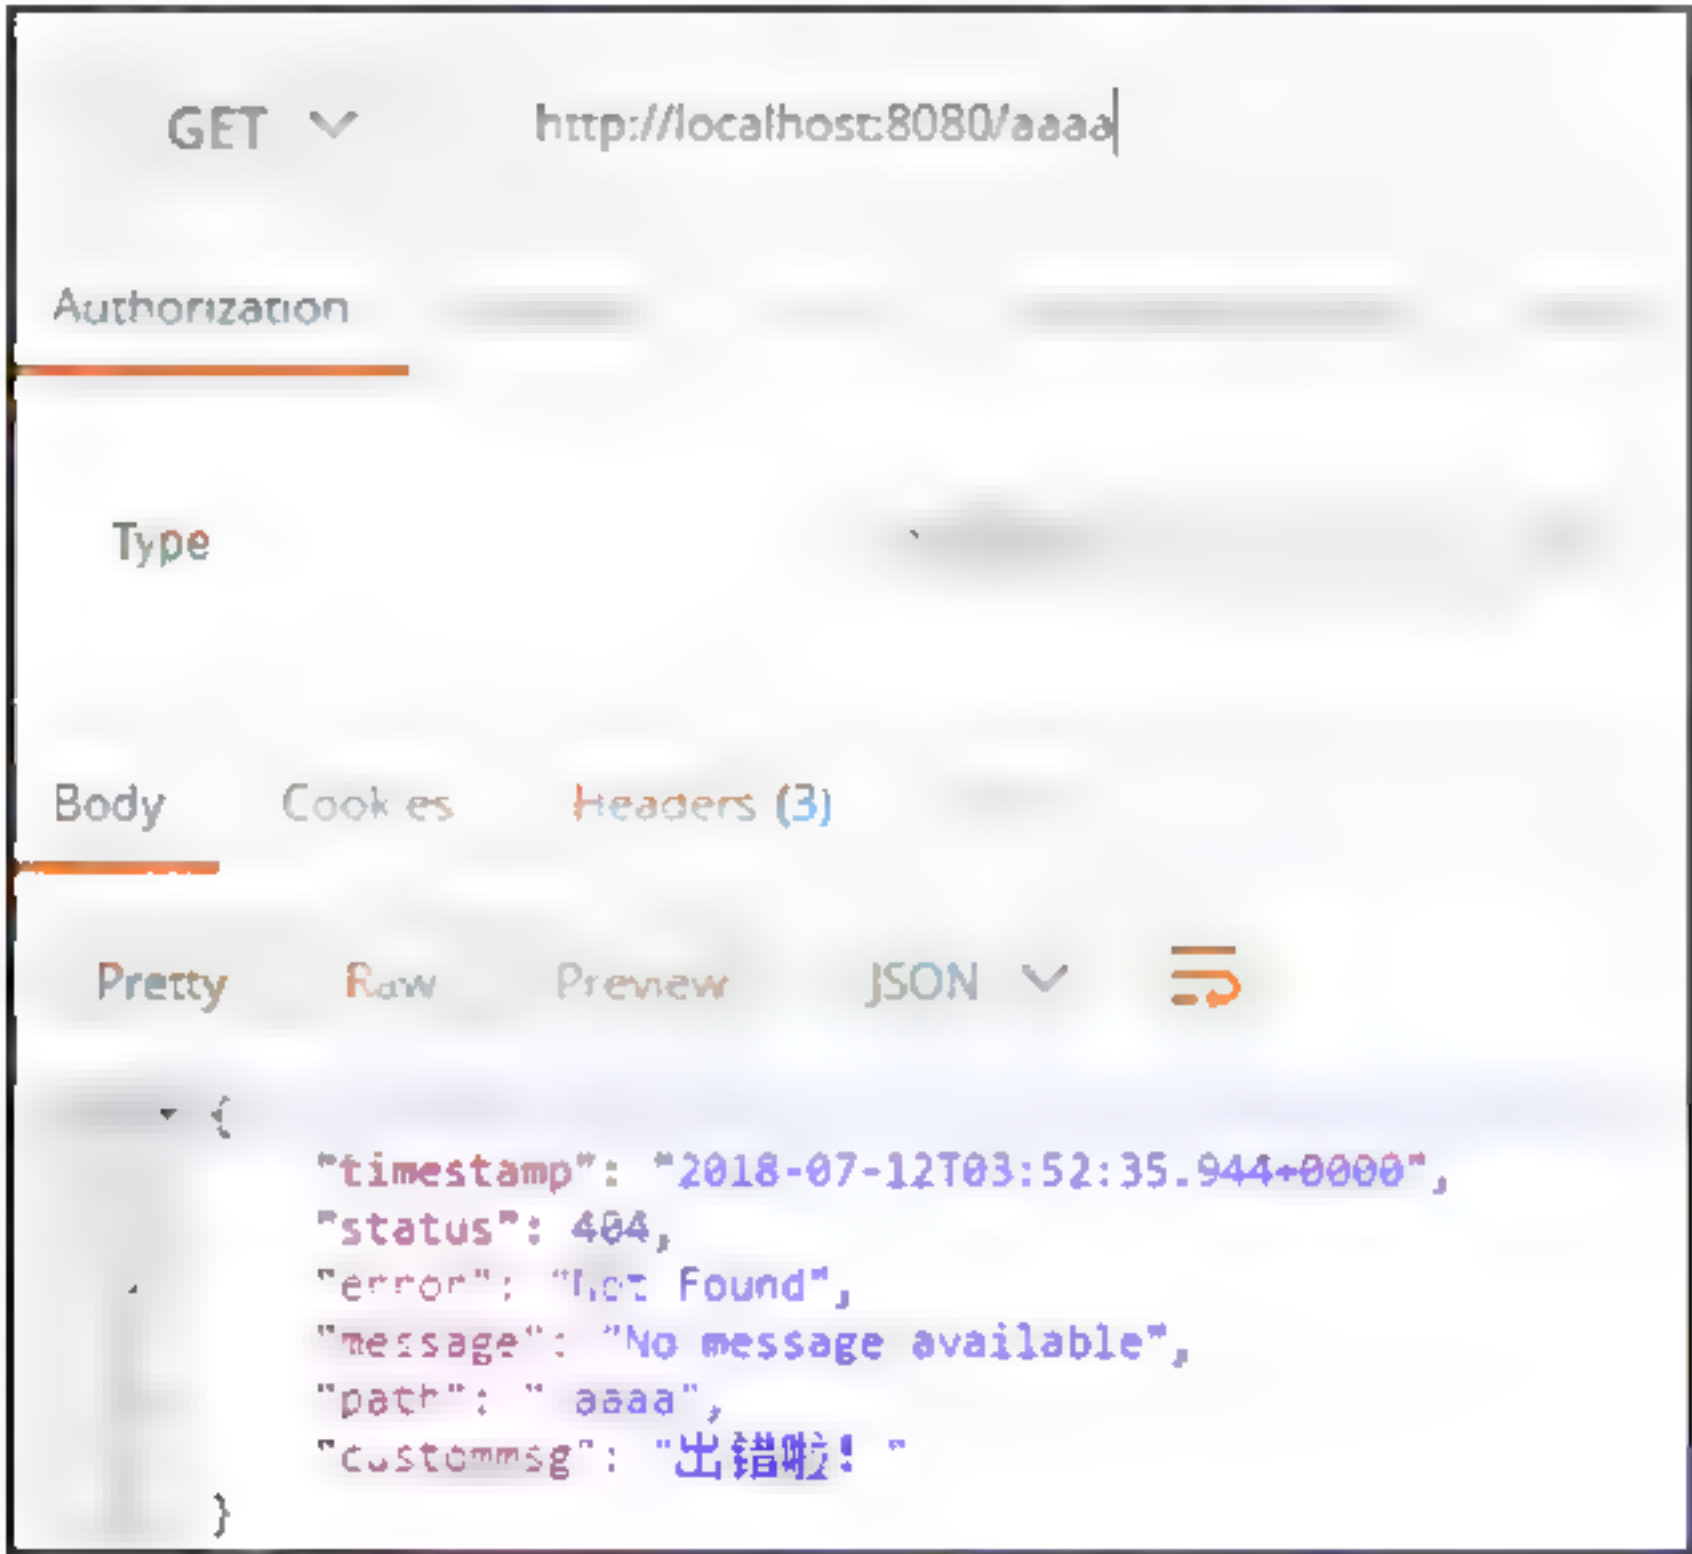 GET http://localhost:8080/aaaa
Authorization
Type
Body Cookies Headers (3)
Pretty Raw Preview JSON
{
"timestamp": "2018-07-12T03:52:35.944+0000",
"status": 404,
"error": "Not Found",
"message": "No message available",
"path": "/aaaa",
"custommsg": "出错啦! "
}